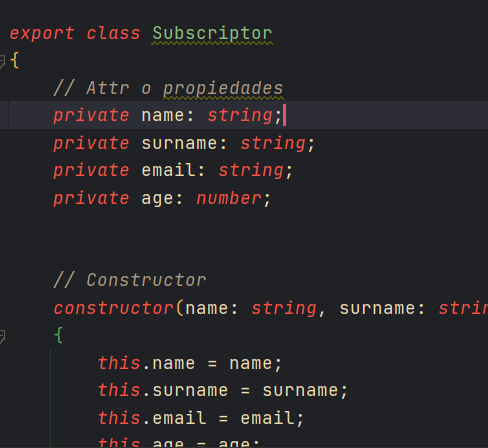 export class Subscriptor
{
// Attr o propiedades
private name: string;
private surname: string;
private email: string;
private age: number;
// Constructor
constructor(name: string, surname:
{
this.name = name;
this.surname = surname;
this.email = email;
this.age = age;